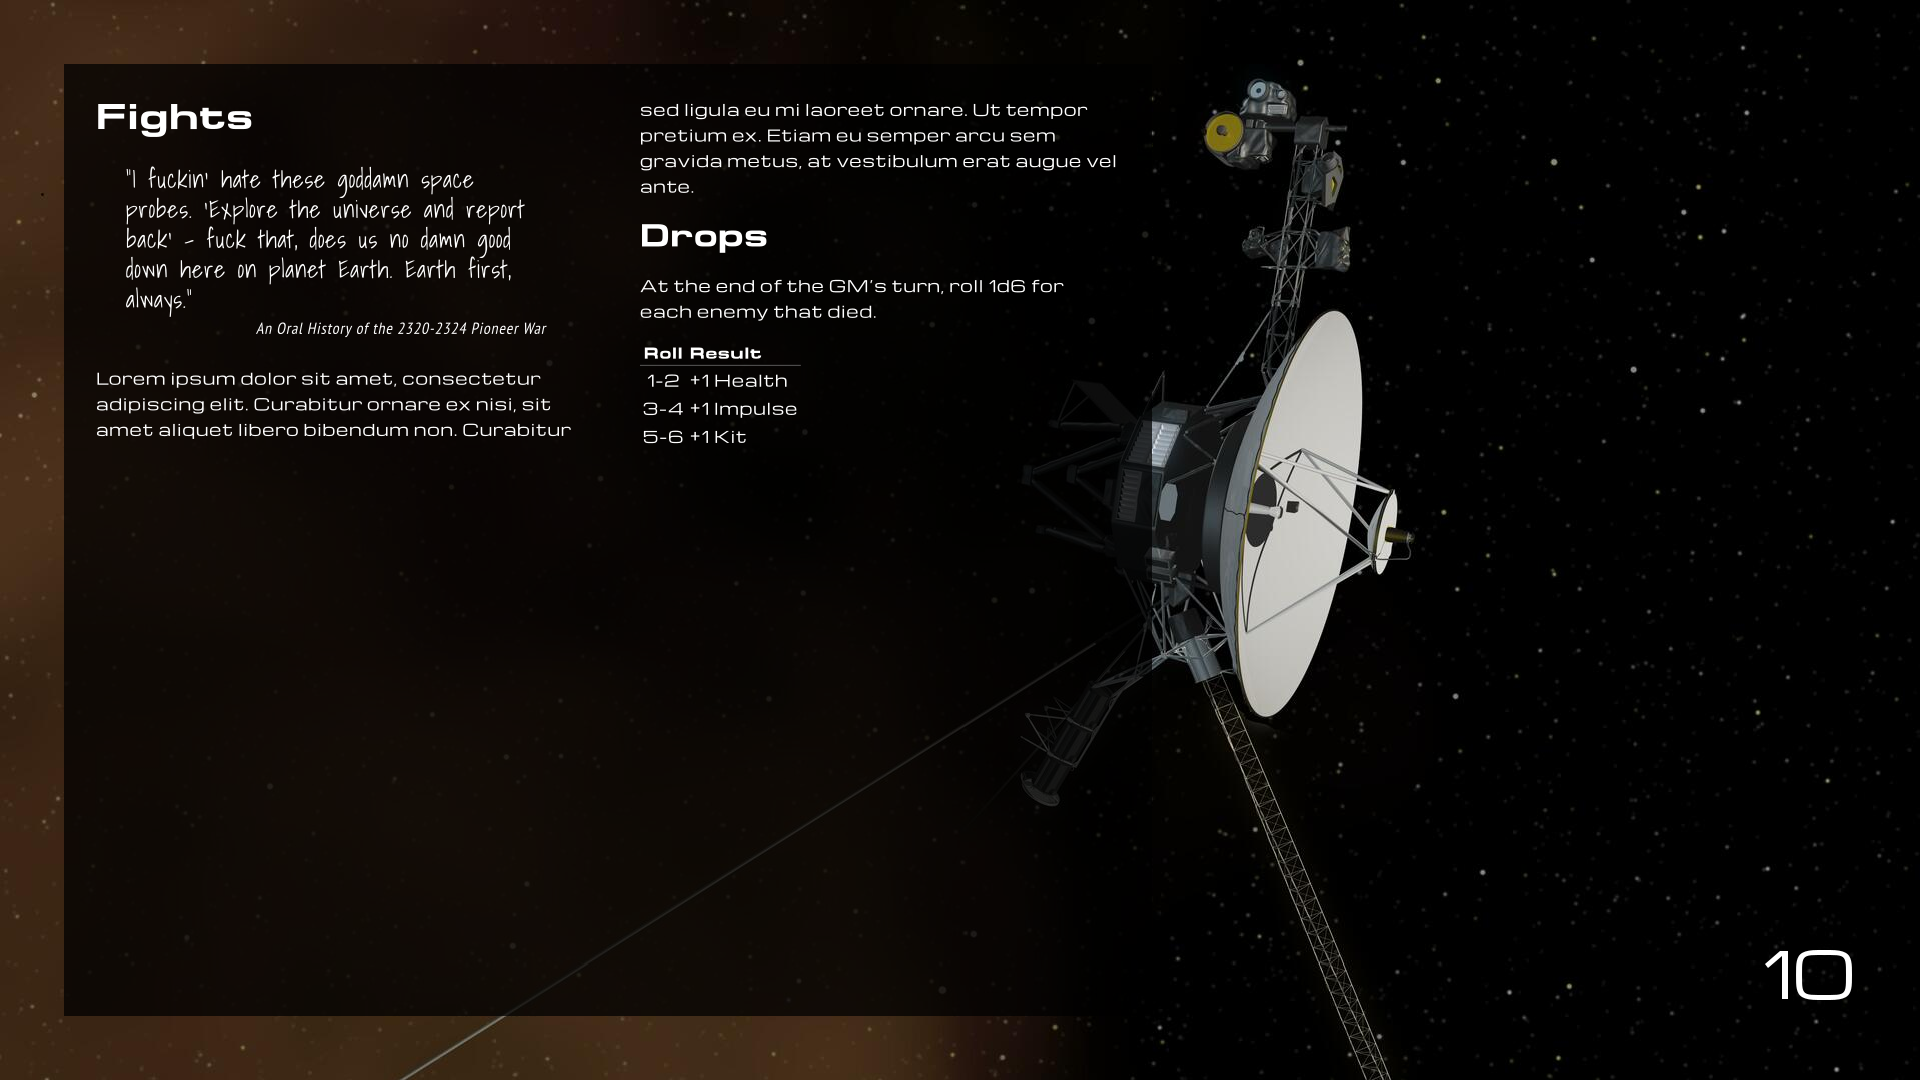 Fights
"I fuckin' hate these goddamn space
probes. 'Explore the universe and report
back' - fuck that, does us no damn good
down here on planet Earth. Earth first,
always."
An Oral History of the 2320-2324 Pioneer War
Lorem ipsum dolor sit amet, consectetur
adipiscing elit. Curabitur ornare ex nisi, sit
amet aliquet libero bibendum non. Curabitur
sed ligula eu mi laoreet ornare. Ut tempor
pretium ex. Etiam eu semper arcu sem
gravida metus, at vestibulum erat augue vel
ante.
Drops
At the end of the GM's turn, roll 1d6 for
each enemy that died.
Roll Result
1-2 +1 Health
3-4 +1 Impulse
5-6 +1 Kit
10